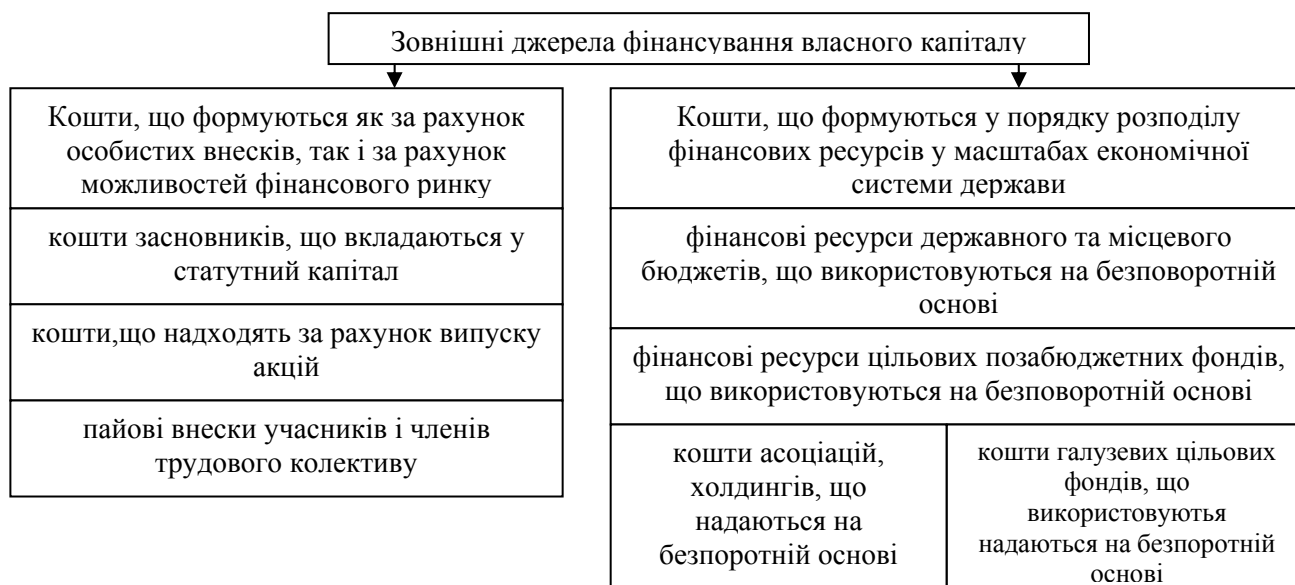 Зовнішні джерела фінансування власного капіталу
Кошти, що формуються як за рахунок
особистих внесків, так і за рахунок
можливостей фінансового ринку
кошти засновників, що вкладаються у
статутний капітал
кошти,що надходять за рахунок випуску
акцій
пайові внески учасників і членів
трудового колективу
Кошти, що формуються у порядку розподілу
фінансових ресурсів у масштабах економічної
системи держави
фінансові ресурси державного та місцевого
бюджетів, що використовуються на безповоротній
основі
фінансові ресурси цільових позабюджетних фондів,
що використовуються на безповоротній основі
кошти асоціацій,
холдингів, що
надаються на
безпоротній основі
кошти галузевих цільових
фондів, що
використовуютья
надаються на безпоротній
основі